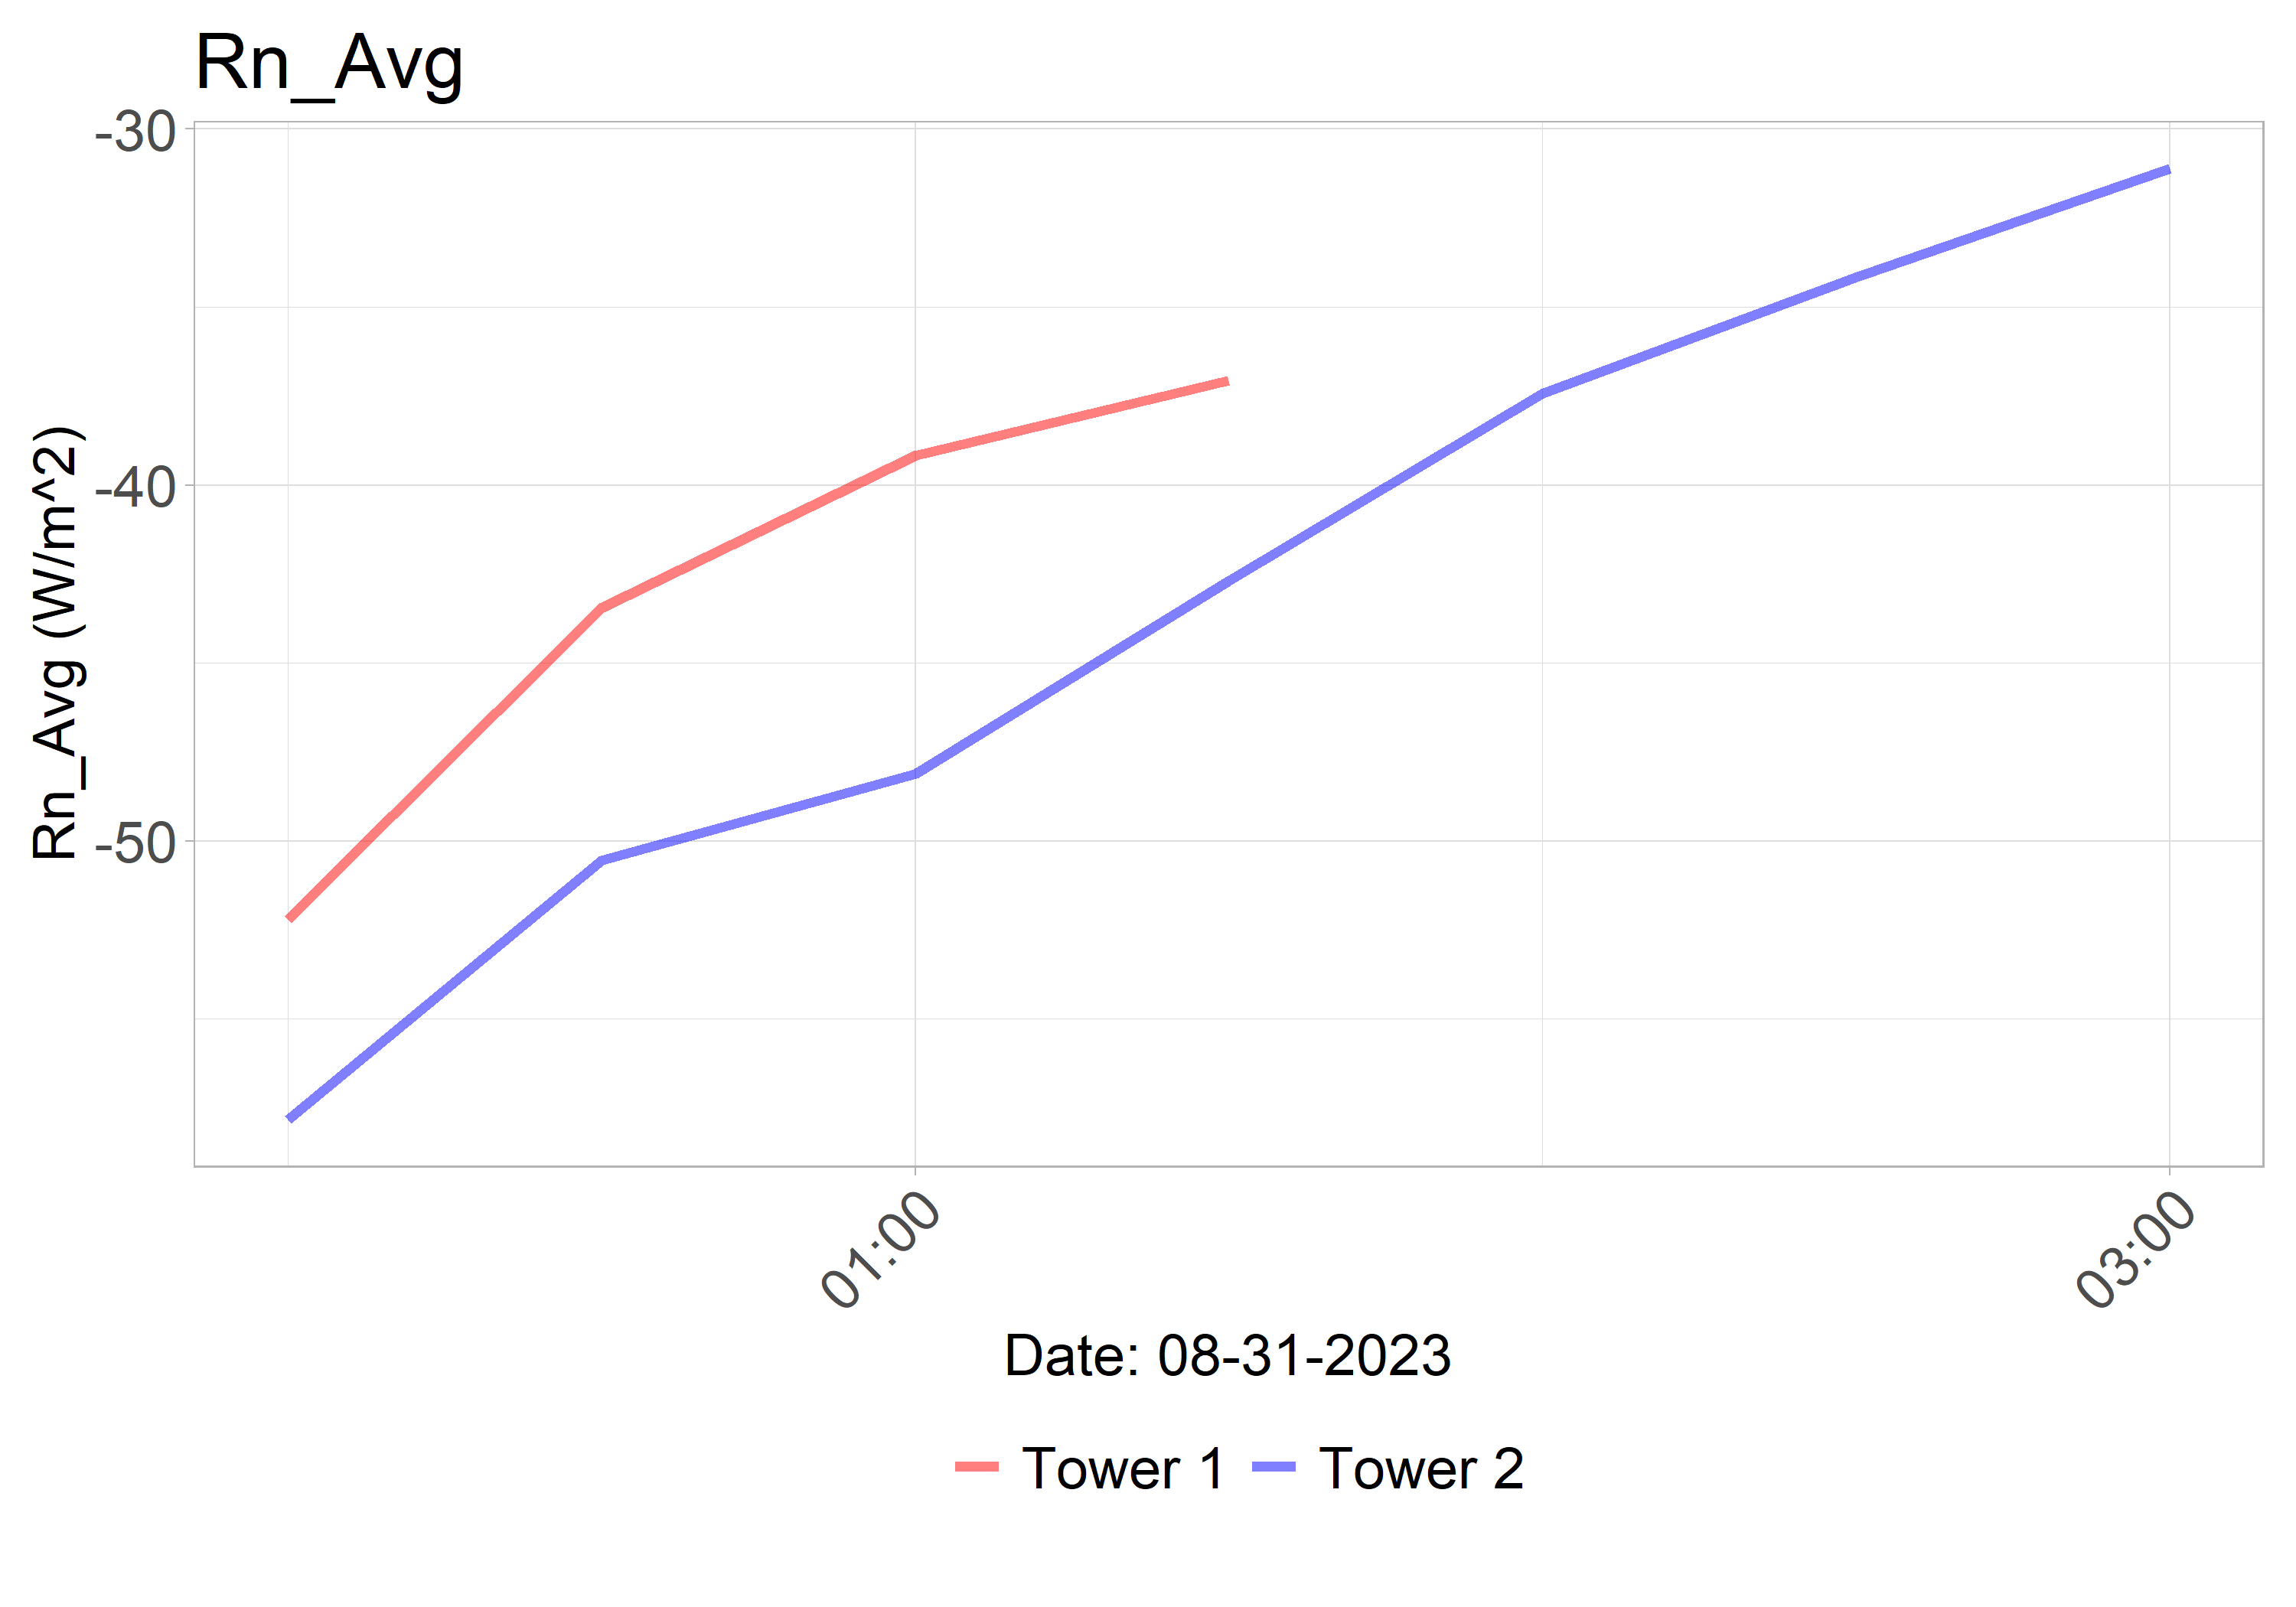 Rn_Avg
Rn_Avg (W/m^2)
-30
-40
-50
01:00
03:00
Date: 08-31-2023
Tower 1
Tower 2